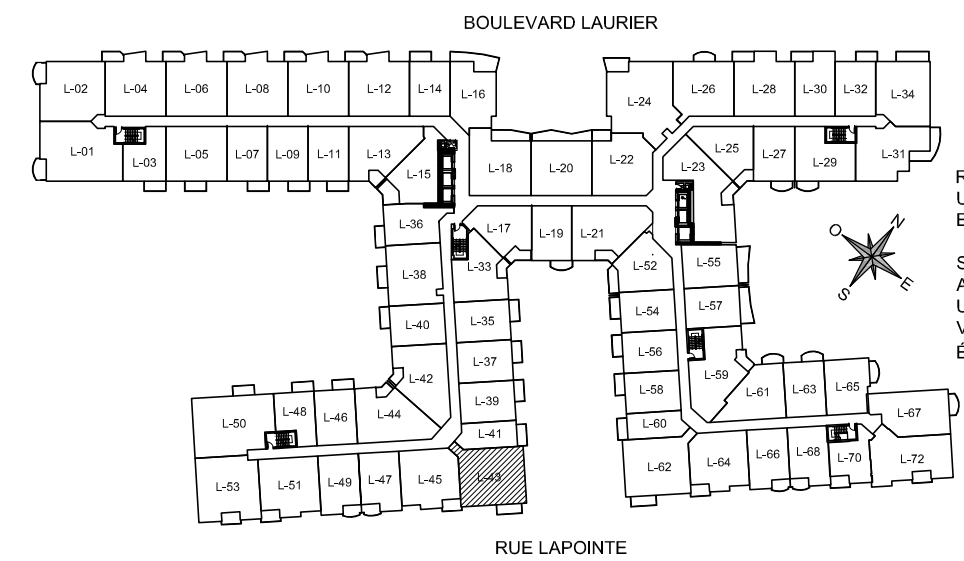 BOULEVARD LAURIER
L-02 L-04 L-06 L-08 L-10 L-12 L-14 L-16 L-24 L-26 L-28 L-30 L-32 L-34
L-01 L-03 L-05 L-07 L-09 L-11 L-13 L-15 L-18 L-20 L-22 L-23 L-25 L-27 L-29 L-31
R
U
E
L-36 L-17 L-19 L-21
L-38 L-33 L-52 L-55
N
O
E
S
S
A
U
V
É
L-40 L-35 L-54 L-57
L-42 L-37 L-56 L-59
L-50 L-48 L-46 L-44 L-39 L-58 L-61 L-63 L-65
L-41 L-60 L-67
L-53 L-51 L-49 L-47 L-45 L-43 L-62 L-64 L-66 L-68 L-70 L-72
RUE LAPOINTE